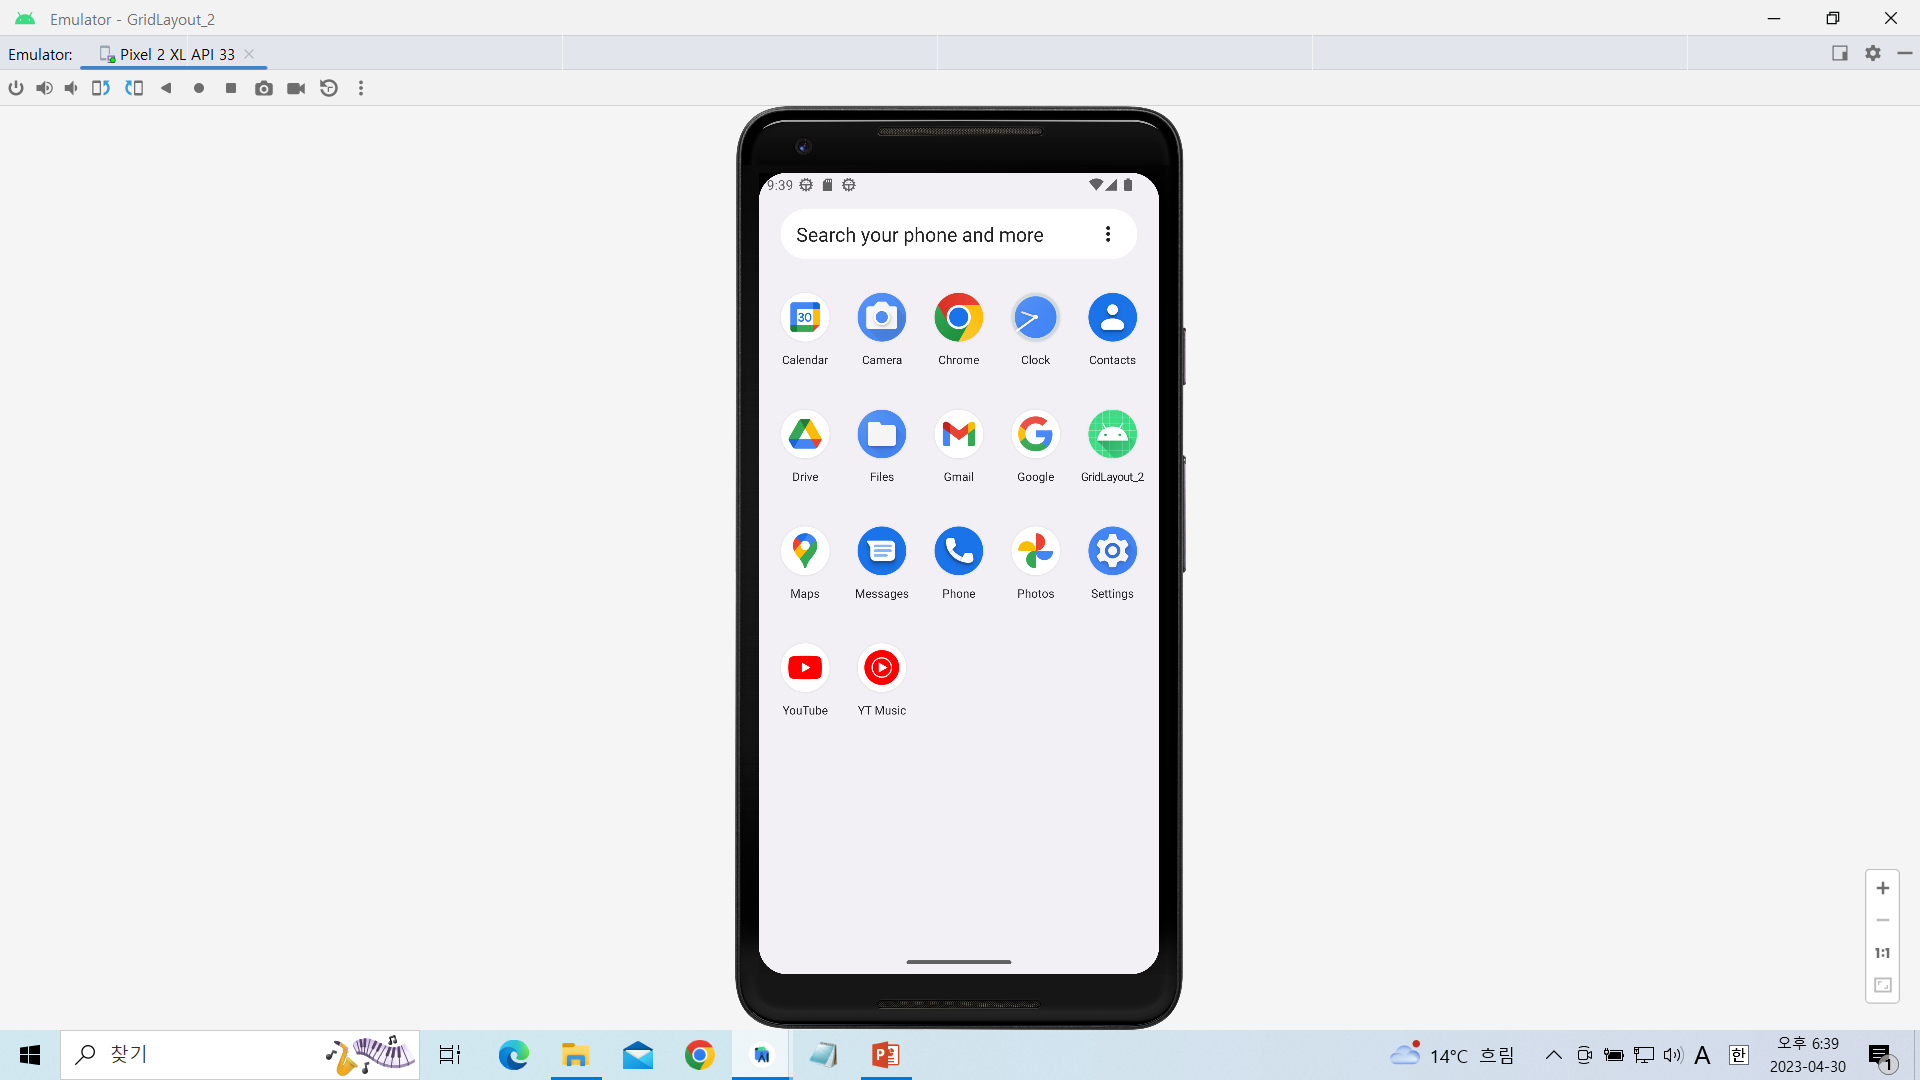 Emulator - GridLayout_2
Emulator:
Pixel 2 XL API 33
9:39
Search your phone and more
30
Calendar
Camera
Chrome
Clock
Contacts
Drive
Files
Gmail
Google
GridLayout_2
Maps
Messages
Phone
Photos
Settings
YouTube
YT Music
1:1
찾기
14°C 흐림
A
한
오후 6:39
2023-04-30
1